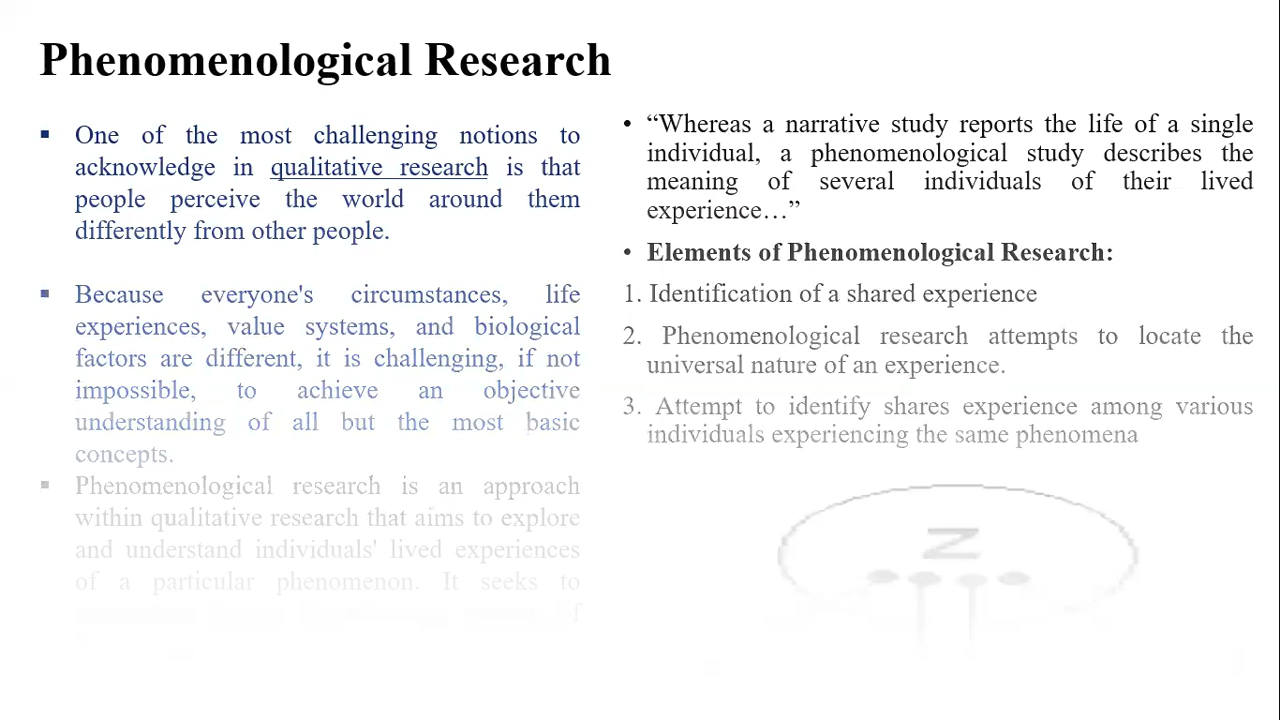 Phenomenological Research
▪ One of the most challenging notions to
acknowledge in qualitative research is that
people perceive the world around them
differently from other people.
▪ Because everyone's circumstances, life
experiences, value systems, and biological
factors are different, it is challenging, if not
impossible, to achieve an objective
understanding of all but the most basic
concepts.
▪ Phenomenological research is an approach
within qualitative research that aims to explore
and understand individuals' lived experiences
of a particular phenomenon. It seeks to
• “Whereas a narrative study reports the life of a single
individual, a phenomenological study describes the
meaning of several individuals of their lived
experience…”
• Elements of Phenomenological Research:
1. Identification of a shared experience
2. Phenomenological research attempts to locate the
universal nature of an experience.
3. Attempt to identify shares experience among various
individuals experiencing the same phenomena